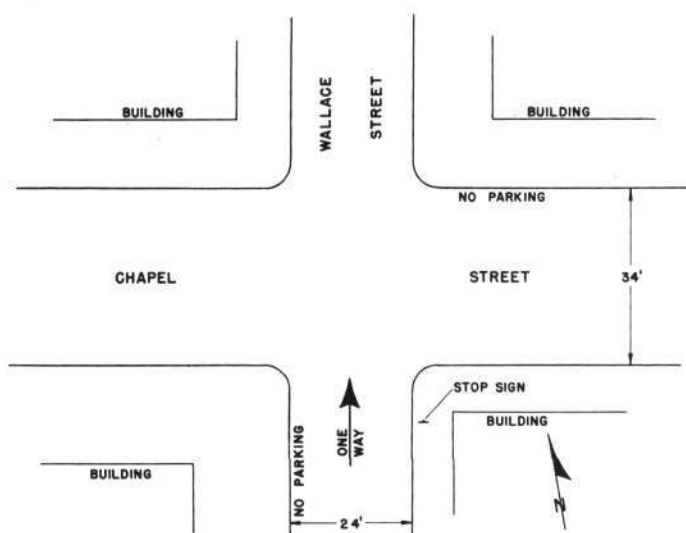 WALLACE
STREET
BUILDING
BUILDING
NO PARKING
CHAPEL
STREET
34'
STOP SIGN
BUILDING
ONE
WAY
NO PARKING
BUILDING
N
24'